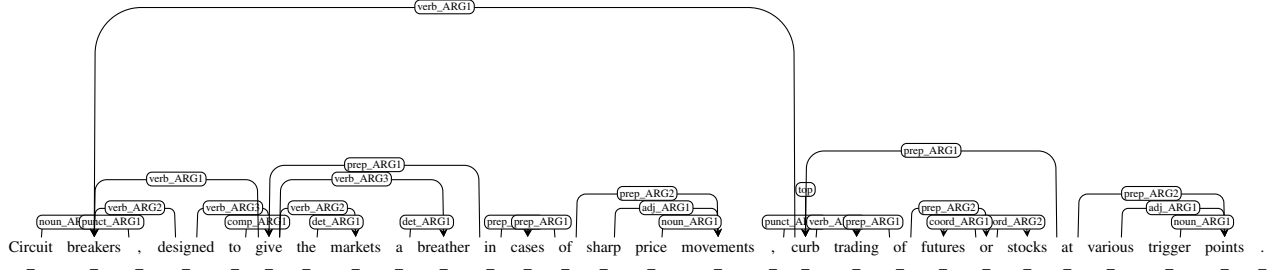 verb_ARG1
prep_ARG1
prep_ARG1
verb_ARG1 verb_ARG3
top
prep_ARG2 prep_ARG2
verb_ARG2 verb_ARG3 verb_ARG2 adj_ARG1 prep_ARG2 adj_ARG1
punct_ARG1 comp_ARG1 det_ARG1 det_ARG1 prep_ARG1 noun_ARG1 prep_ARG1 coord_ARG1 noun_ARG1
Circuit breakers , designed to give the markets a breather in cases of sharp price movements , curb trading of futures or stocks at various trigger points .